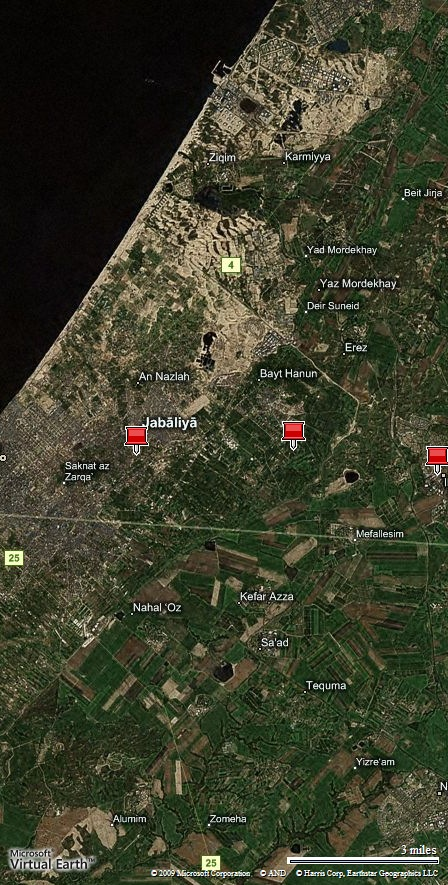 Ziqim
Karmiyya
Beit Jirja
Yad Mordekhay
4
Yaz Mordekhay
Deir Suneid
Erez
An Nazlah
Bayt Hanun
Jabāliyā
Saknat az
Zarqa'
Mefallesim
25
Kefar Azza
Nahal 'Oz
Sa'ad
Tequma
Yizre'am
N
Alumim
Zomeha
25
3 miles
Microsoft
Virtual Earth™
© 2009 Microsoft Corporation © AND © Harris Corp, Earthstar Geographics LLC